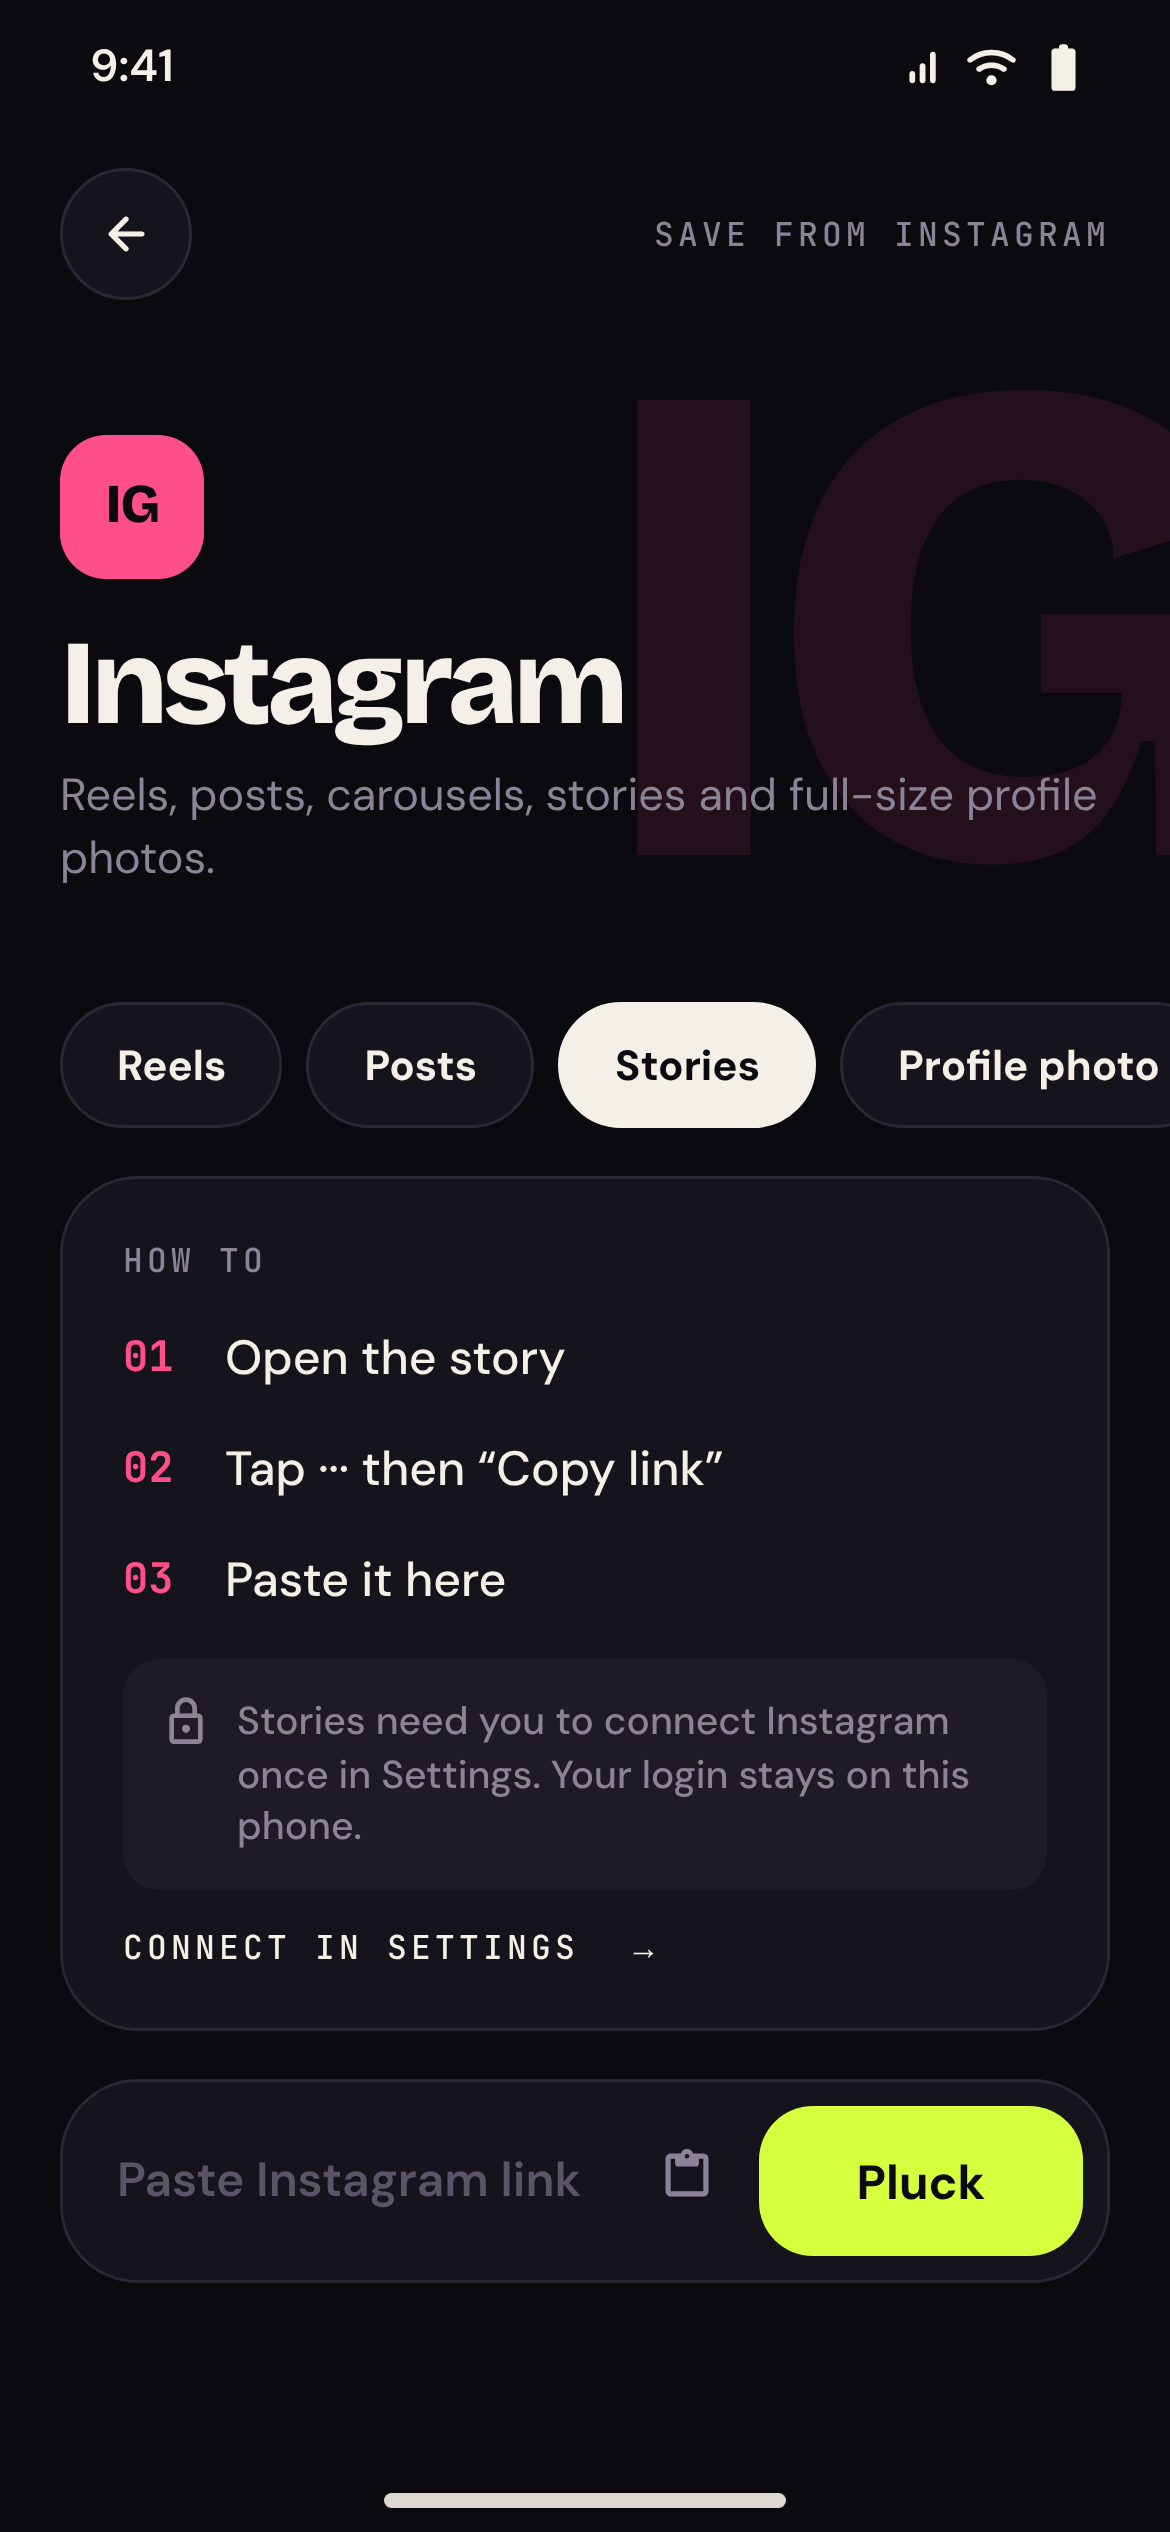 9:41
SAVE FROM INSTAGRAM
IG
IG
Instagram
Reels, posts, carousels, stories and full-size profile
photos.
Reels
Posts
Stories
Profile photo
HOW TO
01 Open the story
02 Tap ··· then “Copy link”
03 Paste it here
Stories need you to connect Instagram
once in Settings. Your login stays on this
phone.
CONNECT IN SETTINGS →
Paste Instagram link
Pluck